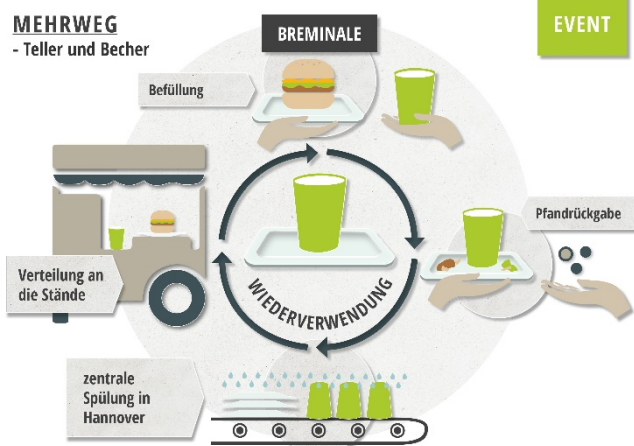 MEHRWEG
- Teller und Becher
BREMINALE
EVENT
Befüllung
Pfandrückgabe
WIEDERVERWENDUNG
Verteilung an
die Stände
zentrale
Spülung in
Hannover